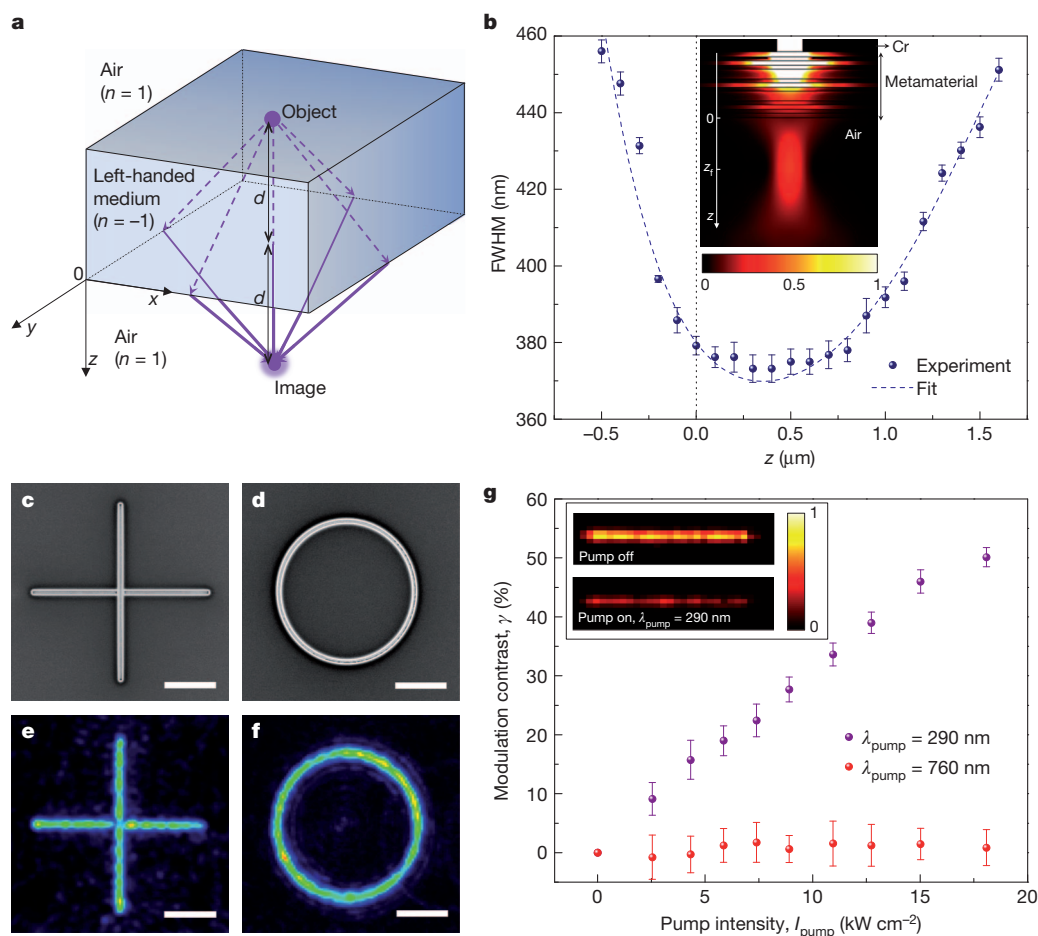 a
Air
(n = 1)
Object
Left-handed
medium
(n = −1)
d
d
0
x
y
z
Air
(n = 1)
Image
b
460
440
420
400
380
360
FWHM (nm)
−0.5
0.0
0.5
1.0
1.5
z (μm)
Cr
Metamaterial
0
Air
z_f
z
0
0.5
1
Experiment
Fit
c
d
e
f
g
60
50
40
30
20
10
0
Modulation contrast, γ (%)
1
0
Pump off
Pump on, λ_pump = 290 nm
λ_pump = 290 nm
λ_pump = 760 nm
0
5
10
15
20
Pump intensity, I_pump (kW cm⁻²)